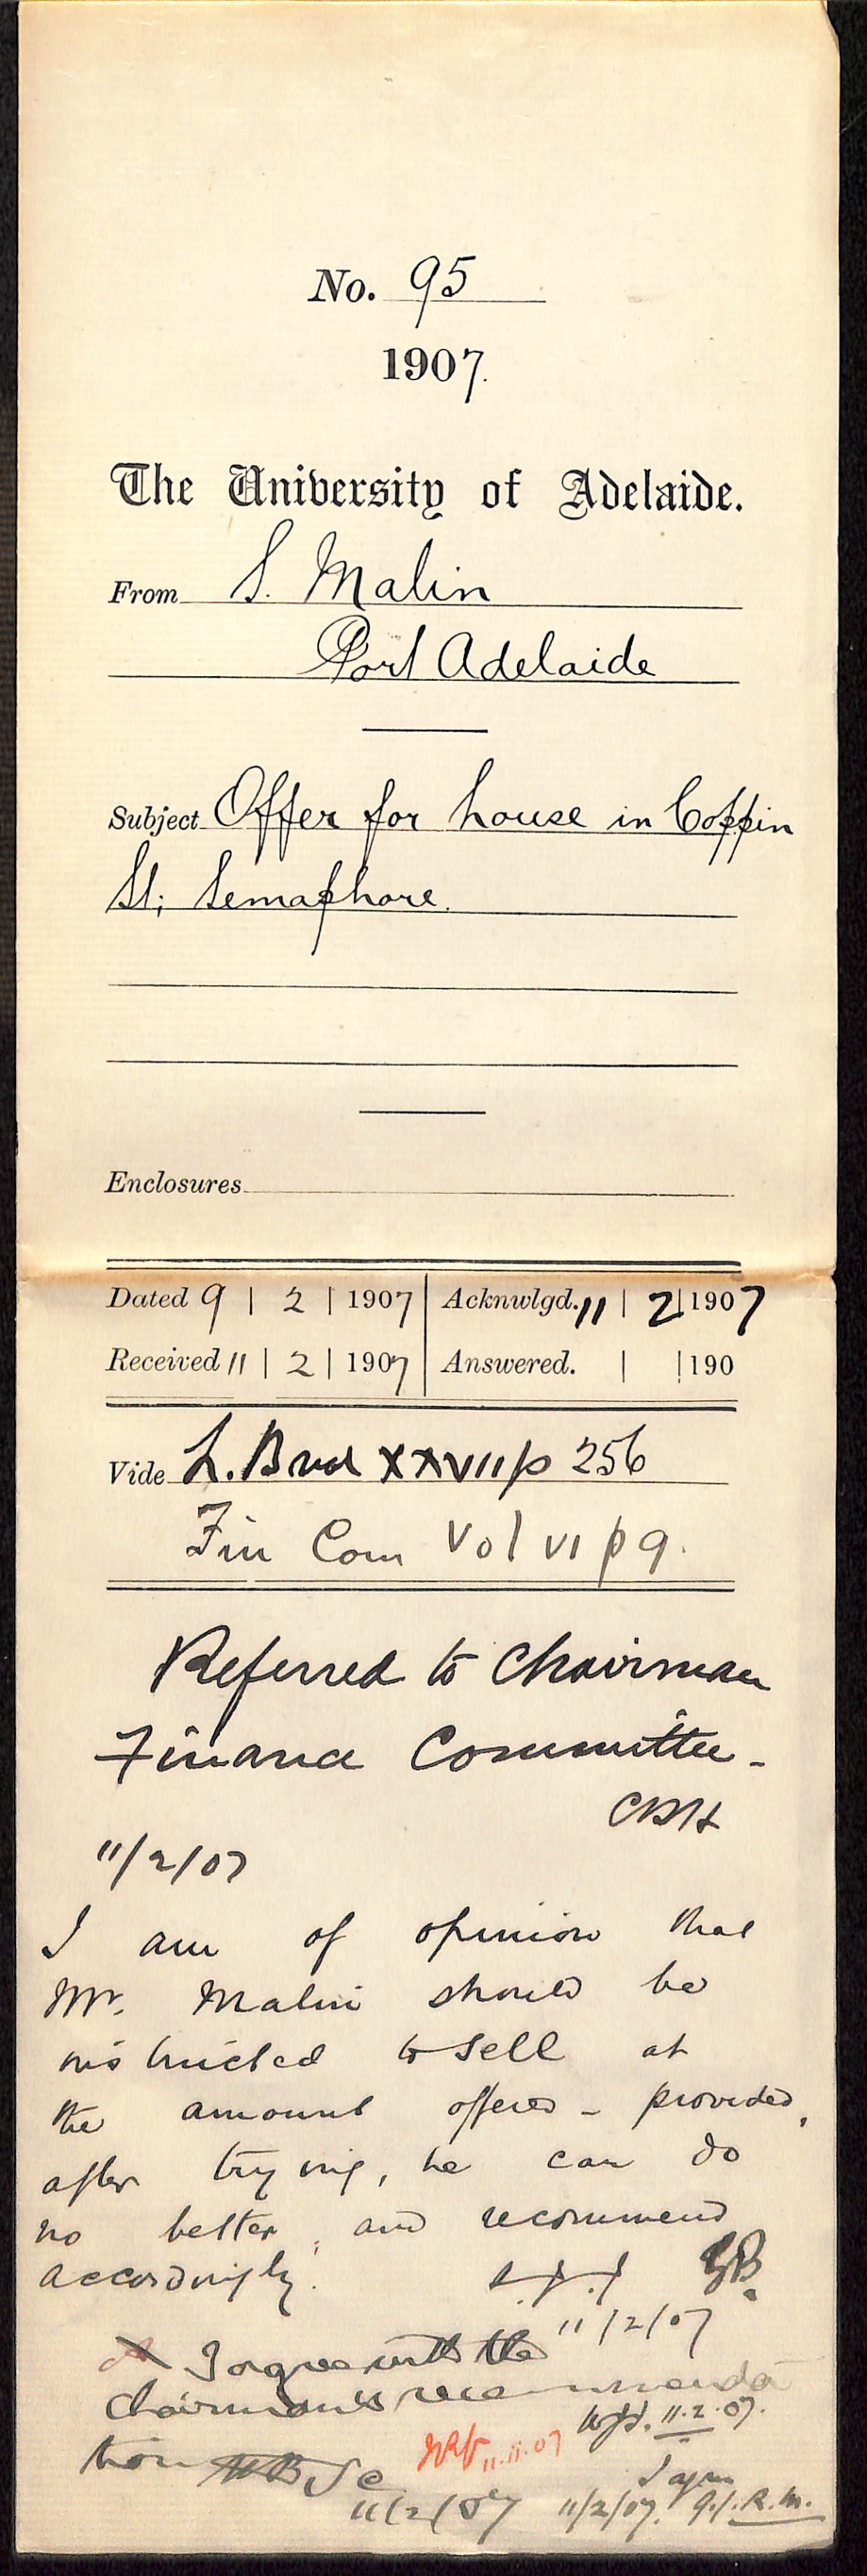 No. 95
1907.
The University of Adelaide.
From S. Malin
Port Adelaide
Subject Offer for house in Coffin
St; Semaphore.
Enclosures
Dated 9 | 2 | 1907 Acknwlgd. 11 | 2 | 1907
Received 11 | 2 | 1907 Answered. | | 190
Vide L. XXVII p 256
Fin Com Vol VI p 9.
Referred to Chairman
Finance Committee -
11/2/07
I am of opinion that
Mr. Malin should be
instructed to sell at
the amount offered - provided,
after trying, he can do
no better, and recommend
accordingly.
11/2/07
I agree with the
Chairman's recommenda
tion
11.2.07.
11.11.07
11/2/07
I agree
11/2/07. R.M.